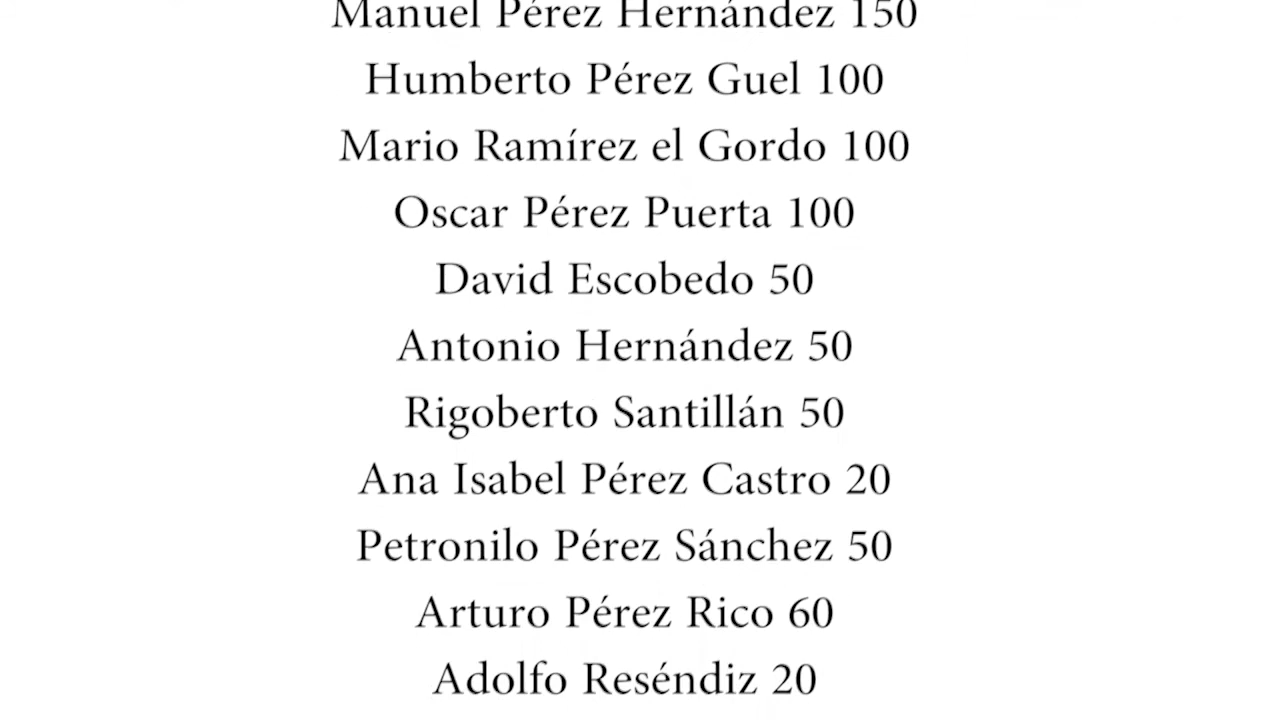 Manuel Pérez Hernández 150
Humberto Pérez Guel 100
Mario Ramírez el Gordo 100
Oscar Pérez Puerta 100
David Escobedo 50
Antonio Hernández 50
Rigoberto Santillán 50
Ana Isabel Pérez Castro 20
Petronilo Pérez Sánchez 50
Arturo Pérez Rico 60
Adolfo Reséndiz 20